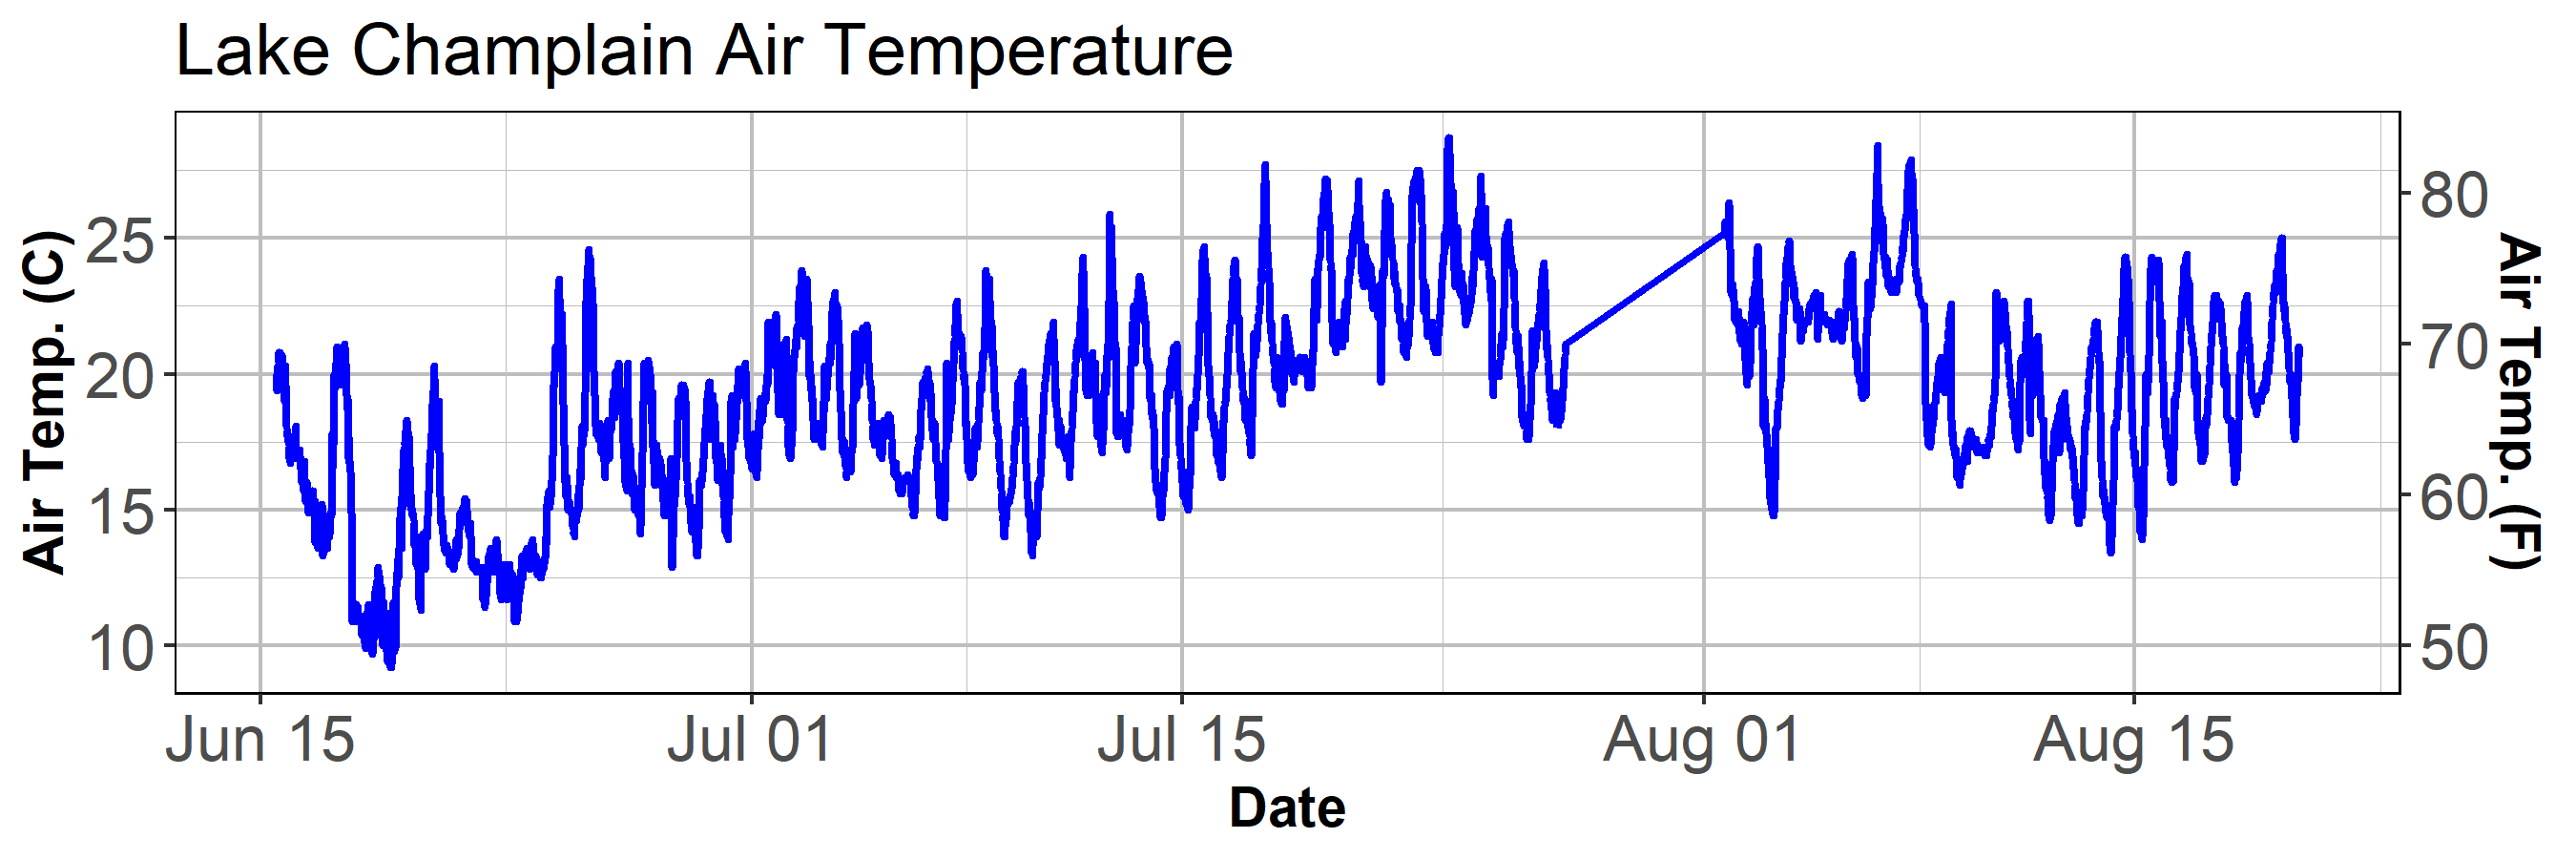 Lake Champlain Air Temperature
Air Temp. (C)
25
20
15
10
80
70
60
50
Air Temp. (F)
Jun 15
Jul 01
Jul 15
Aug 01
Aug 15
Date